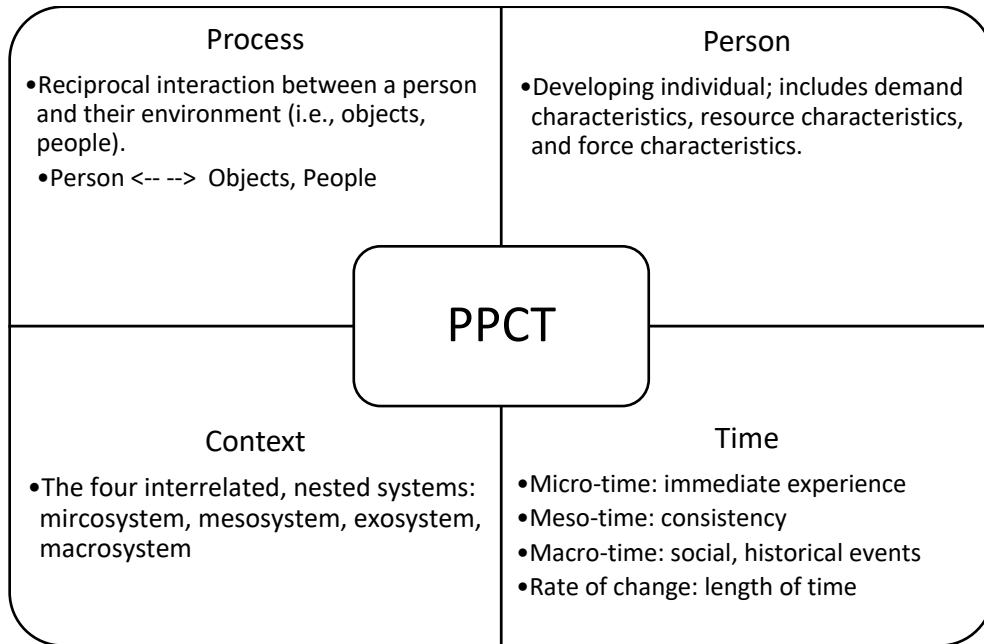 Process
•Reciprocal interaction between a person
and their environment (i.e., objects,
people).
•Person <-- --> Objects, People
Person
•Developing individual; includes demand
characteristics, resource characteristics,
and force characteristics.
PPCT
Context
•The four interrelated, nested systems:
mircosystem, mesosystem, exosystem,
macrosystem
Time
•Micro-time: immediate experience
•Meso-time: consistency
•Macro-time: social, historical events
•Rate of change: length of time